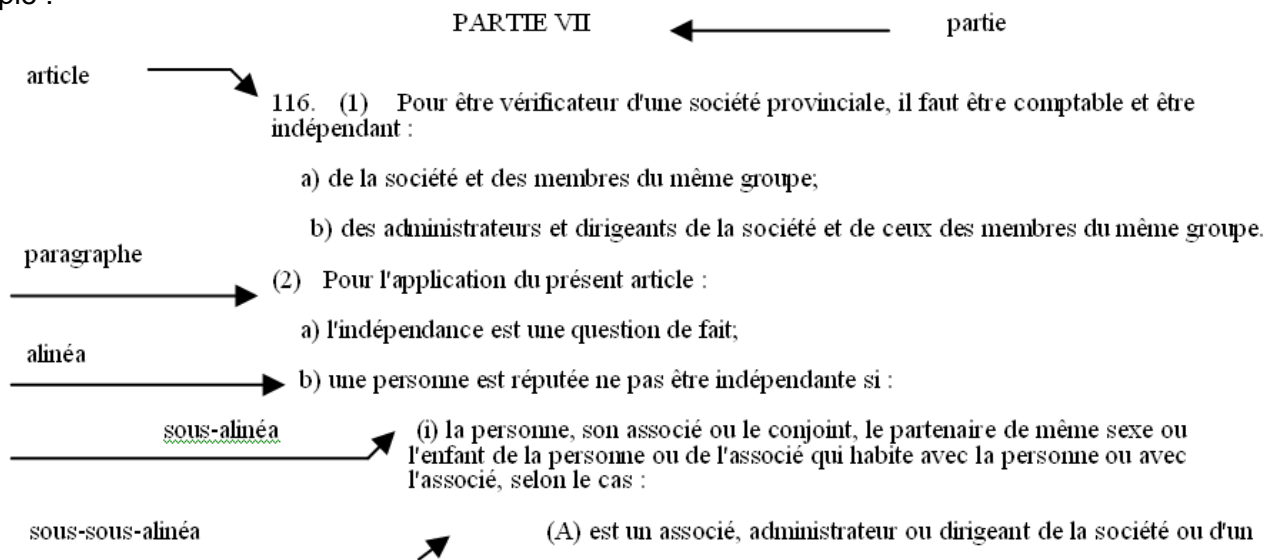 ple :
PARTIE VII partie
article
116. (1) Pour être vérificateur d'une société provinciale, il faut être comptable et être
indépendant :
a) de la société et des membres du même groupe;
b) des administrateurs et dirigeants de la société et de ceux des membres du même groupe.
paragraphe
(2) Pour l'application du présent article :
a) l'indépendance est une question de fait;
alinéa
b) une personne est réputée ne pas être indépendante si :
sous-alinéa (i) la personne, son associé ou le conjoint, le partenaire de même sexe ou
l'enfant de la personne ou de l'associé qui habite avec la personne ou avec
l'associé, selon le cas :
sous-sous-alinéa (A) est un associé, administrateur ou dirigeant de la société ou d'un